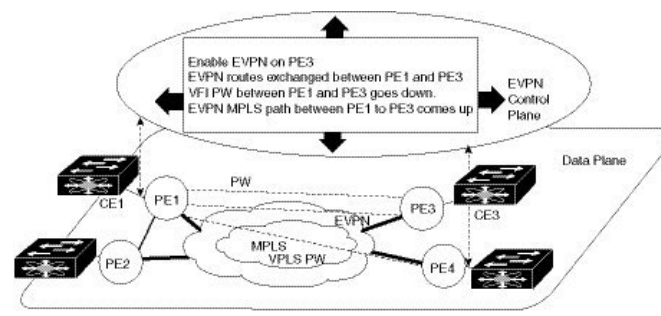 Enable EVPN on PE3
EVPN routes exchanged between PE1 and PE3
VFI PW between PE1 and PE3 goes down.
EVPN MPLS path between PE1 to PE3 comes up
EVPN
Control
Plane
Data Plane
PW
CE1
PE1
PE3
CE3
EVPN
MPLS
VPLS PW
PE2
PE4